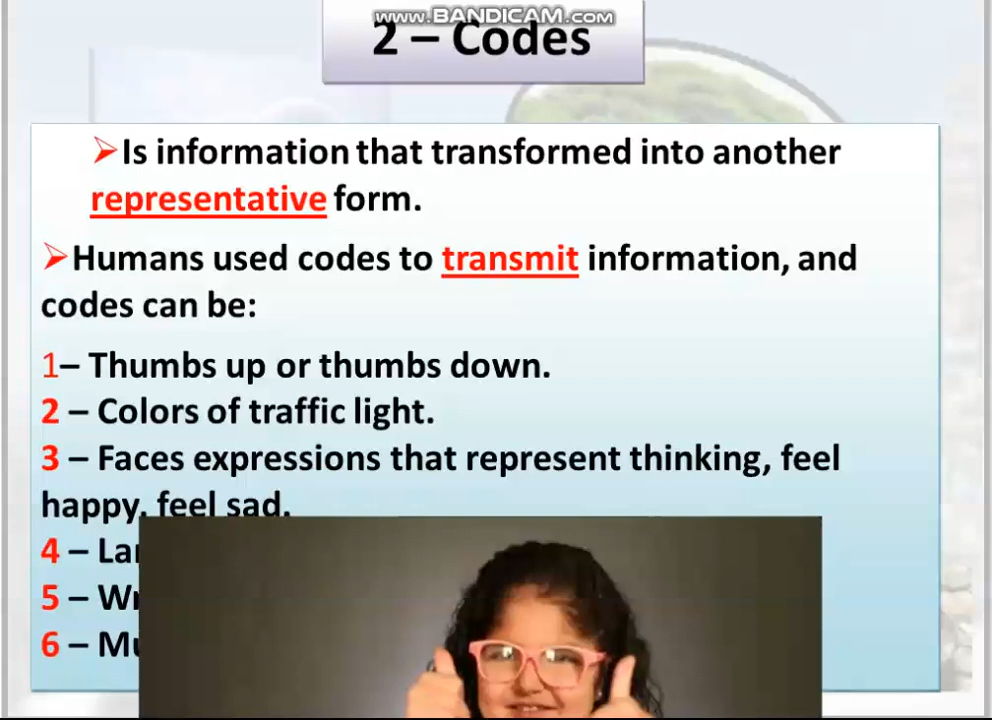 www.BANDICAM.com
2 – Codes
➢Is information that transformed into another
representative form.
➢Humans used codes to transmit information, and
codes can be:
1– Thumbs up or thumbs down.
2 – Colors of traffic light.
3 – Faces expressions that represent thinking, feel
happy, feel sad.
4 –
5 –
6 –